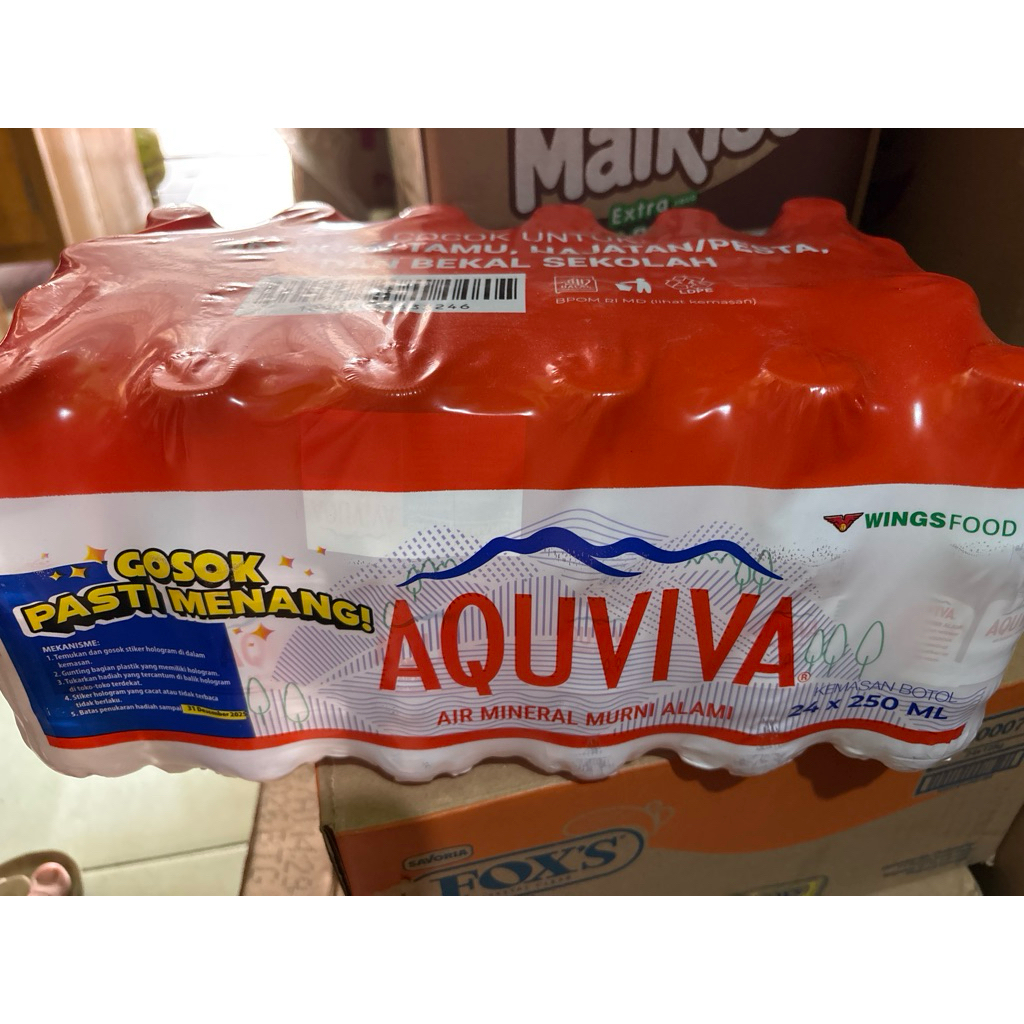 Extra
COCOK UNTUK
TAMU, HAJATAN/PESTA,
BEKAL SEKOLAH
246
LDPE
BPOM RI MD (lihat kemasan)
WINGSFOOD
GOSOK
PASTI MENANG!
MEKANISME:
1. Temukan dan gosok stiker hologram di dalam
kemasan.
2. Gunting bagian plastik yang memiliki hologram.
3. Tukarkan hadiah yang tercantum di balik hologram
di toko-toko terdekat.
4. Stiker hologram yang cacat atau tidak terbaca
tidak berlaku.
5. Batas penukaran hadiah sampai 31 Desember 2025
AQUVIVA®
AIR MINERAL MURNI ALAMI
KEMASAN BOTOL
24 x 250 ML
SAVORIA
FOX'S